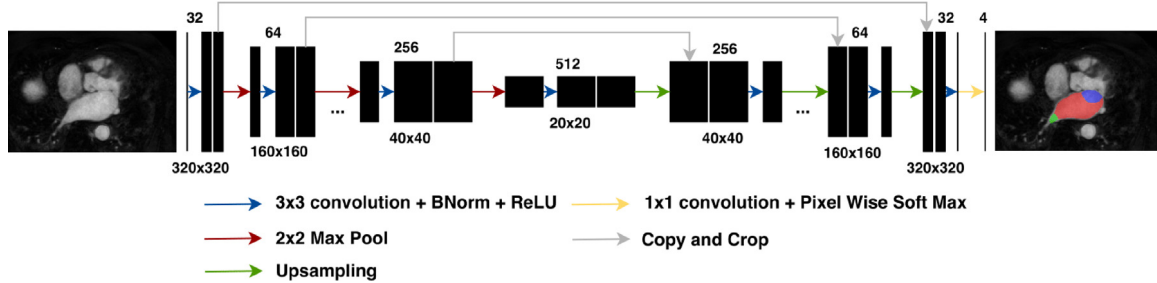 32
64
256
512
256
64
32
4
...
...
320x320
160x160
40x40
20x20
40x40
160x160
320x320
3x3 convolution + BNorm + ReLU
1x1 convolution + Pixel Wise Soft Max
2x2 Max Pool
Copy and Crop
Upsampling